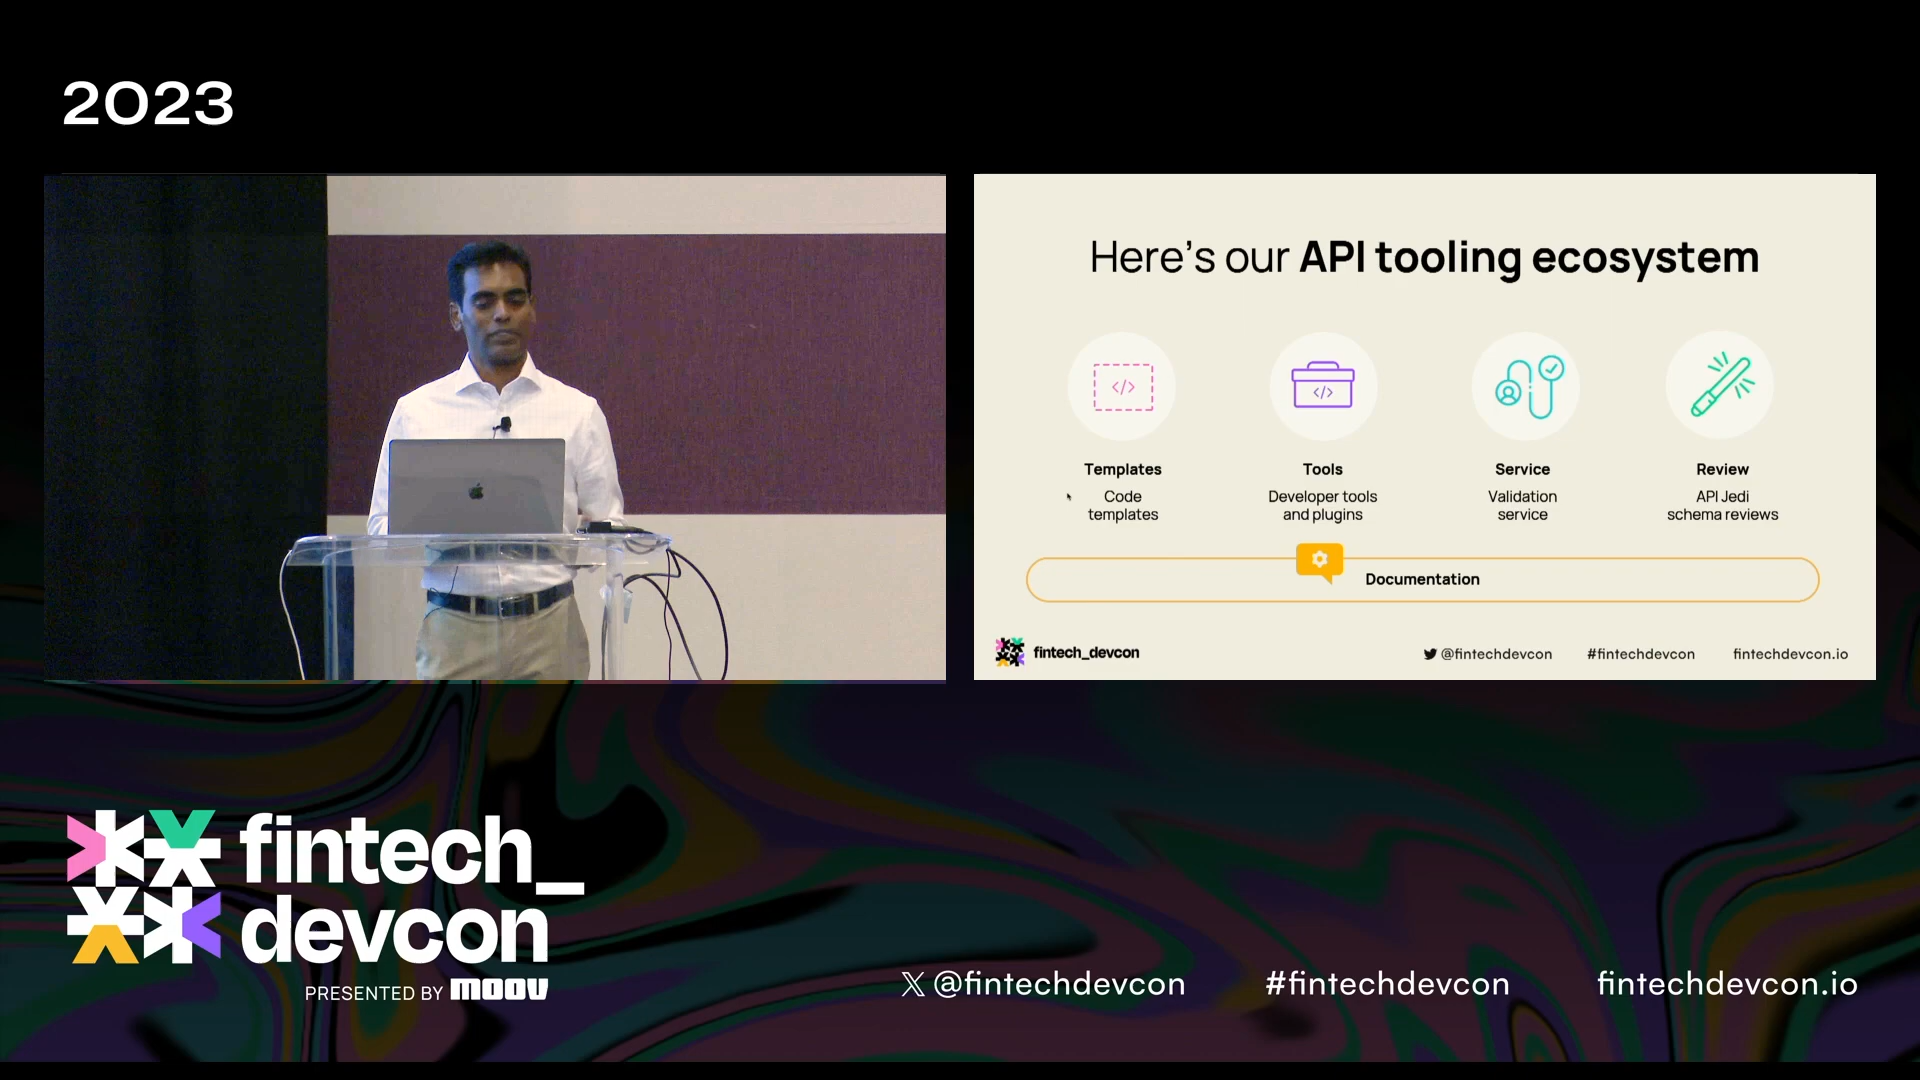 2023
Here's our API tooling ecosystem
</>
</>
Templates
Code
templates
Tools
Developer tools
and plugins
Service
Validation
service
Review
API Jedi
schema reviews
Documentation
fintech_devcon
@fintechdevcon
#fintechdevcon
fintechdevcon.io
fintech_
devcon
PRESENTED BY moov
@fintechdevcon
#fintechdevcon
fintechdevcon.io